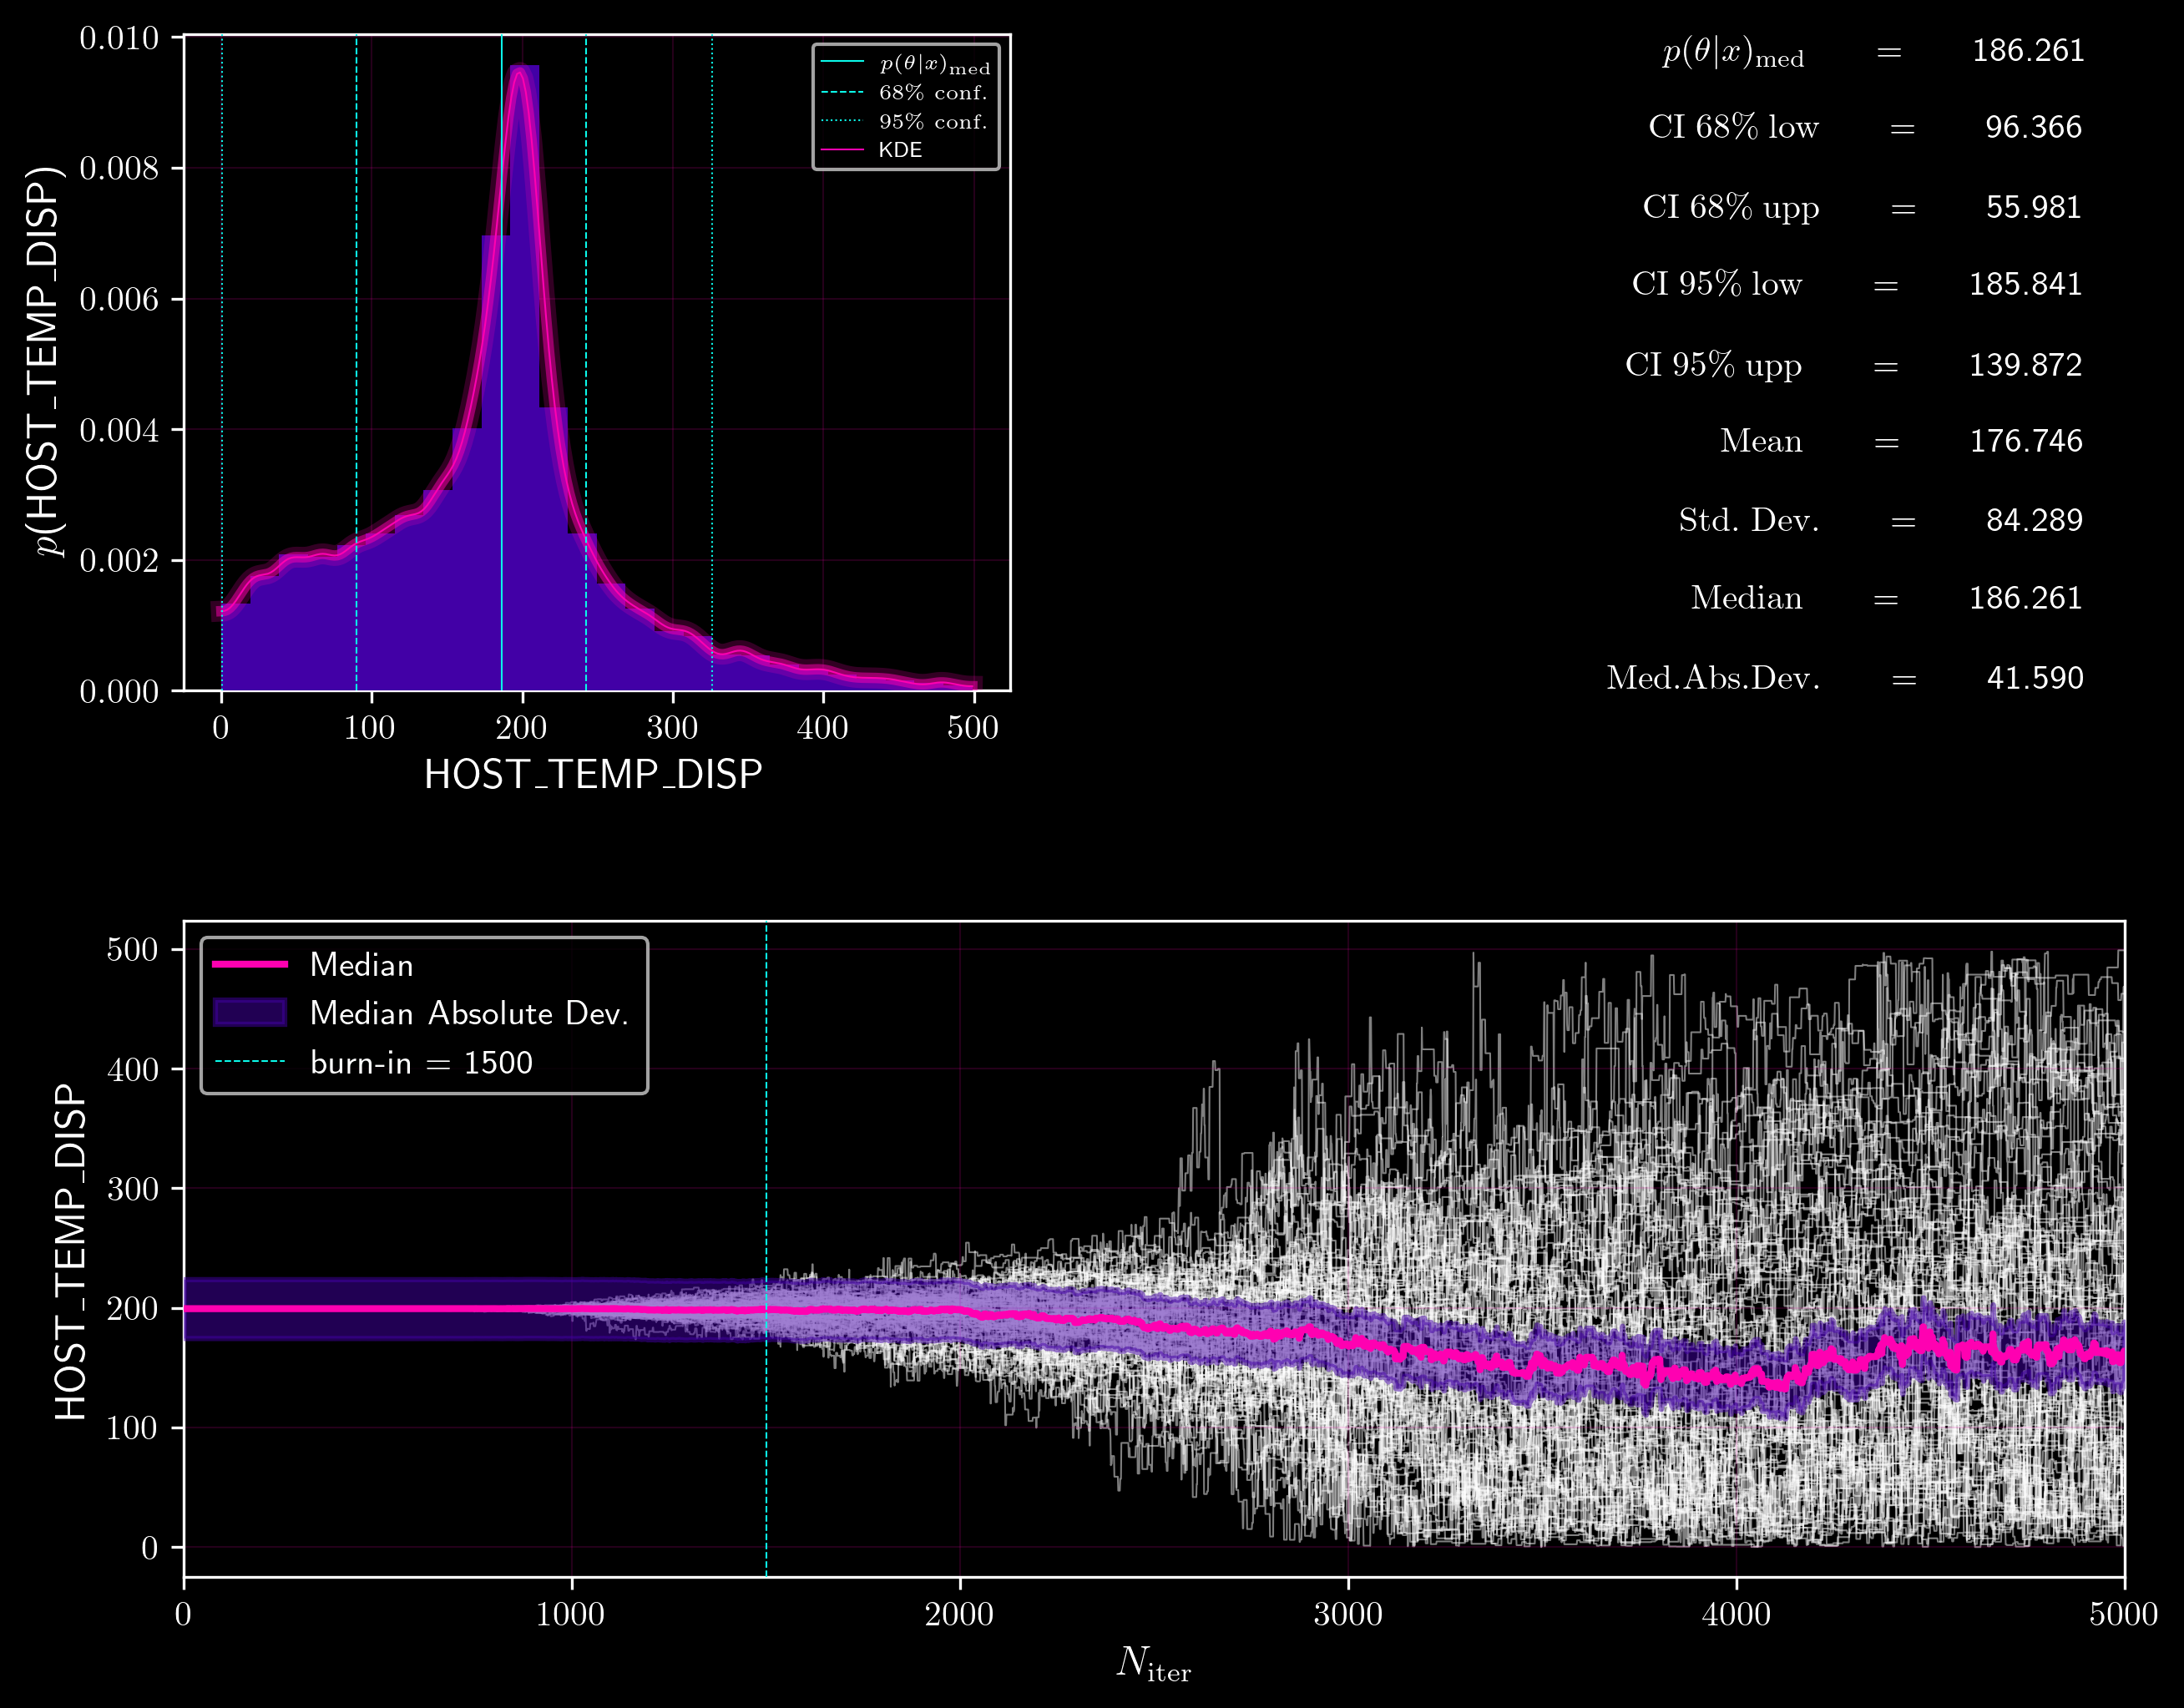 0.010
0.008
0.006
0.004
0.002
0.000
p(HOST_TEMP_DISP)
0 100 200 300 400 500
HOST_TEMP_DISP
p(θ|x)med
68% conf.
95% conf.
KDE
p(θ|x)med = 186.261
CI 68% low = 96.366
CI 68% upp = 55.981
CI 95% low = 185.841
CI 95% upp = 139.872
Mean = 176.746
Std. Dev. = 84.289
Median = 186.261
Med.Abs.Dev. = 41.590
500
400
300
200
100
0
HOST_TEMP_DISP
Median
Median Absolute Dev.
burn-in = 1500
0 1000 2000 3000 4000 5000
Niter